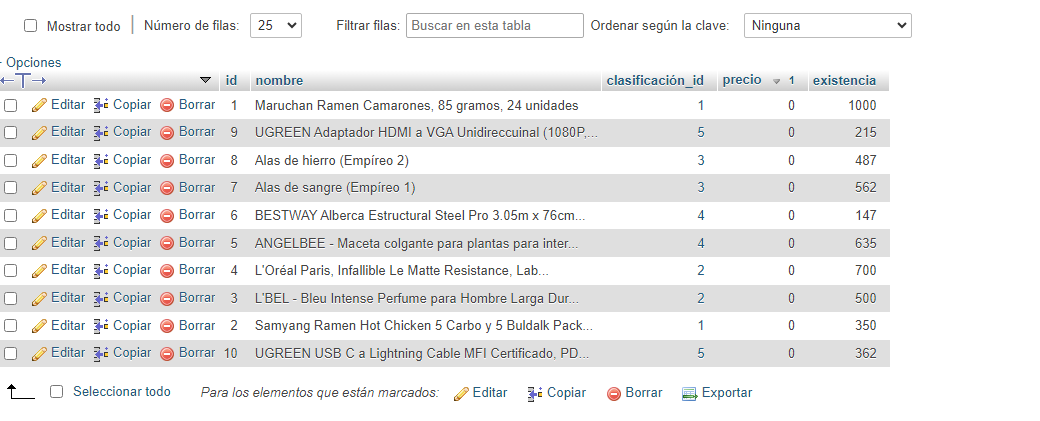 Mostrar todo Número de filas: 25 Filtrar filas: Buscar en esta tabla Ordenar según la clave: Ninguna
Opciones
id nombre clasificación_id precio 1 existencia
Editar Copiar Borrar 1 Maruchan Ramen Camarones, 85 gramos, 24 unidades 1 0 1000
Editar Copiar Borrar 9 UGREEN Adaptador HDMI a VGA Unidireccuinal (1080P,... 5 0 215
Editar Copiar Borrar 8 Alas de hierro (Empíreo 2) 3 0 487
Editar Copiar Borrar 7 Alas de sangre (Empíreo 1) 3 0 562
Editar Copiar Borrar 6 BESTWAY Alberca Estructural Steel Pro 3.05m x 76cm... 4 0 147
Editar Copiar Borrar 5 ANGELBEE - Maceta colgante para plantas para inter... 4 0 635
Editar Copiar Borrar 4 L'Oréal Paris, Infallible Le Matte Resistance, Lab... 2 0 700
Editar Copiar Borrar 3 L'BEL - Bleu Intense Perfume para Hombre Larga Dur... 2 0 500
Editar Copiar Borrar 2 Samyang Ramen Hot Chicken 5 Carbo y 5 Buldalk Pack... 1 0 350
Editar Copiar Borrar 10 UGREEN USB C a Lightning Cable MFI Certificado, PD... 5 0 362
Seleccionar todo Para los elementos que están marcados: Editar Copiar Borrar Exportar